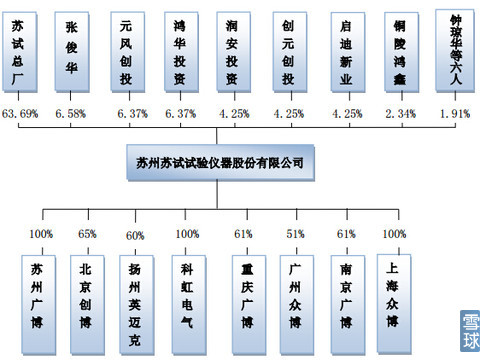 苏试总厂
张俊华
元风创投
鸿华投资
润安投资
创元创投
启迪新业
铜陵鸿鑫
钟琼华等六人
63.69%
6.58%
6.37%
6.37%
4.25%
4.25%
4.25%
2.34%
1.91%
苏州苏试试验仪器股份有限公司
100%
65%
60%
100%
61%
51%
61%
100%
苏州广博
北京创博
扬州英迈克
科虹电气
重庆广博
广州众博
南京广博
上海众博
雪球